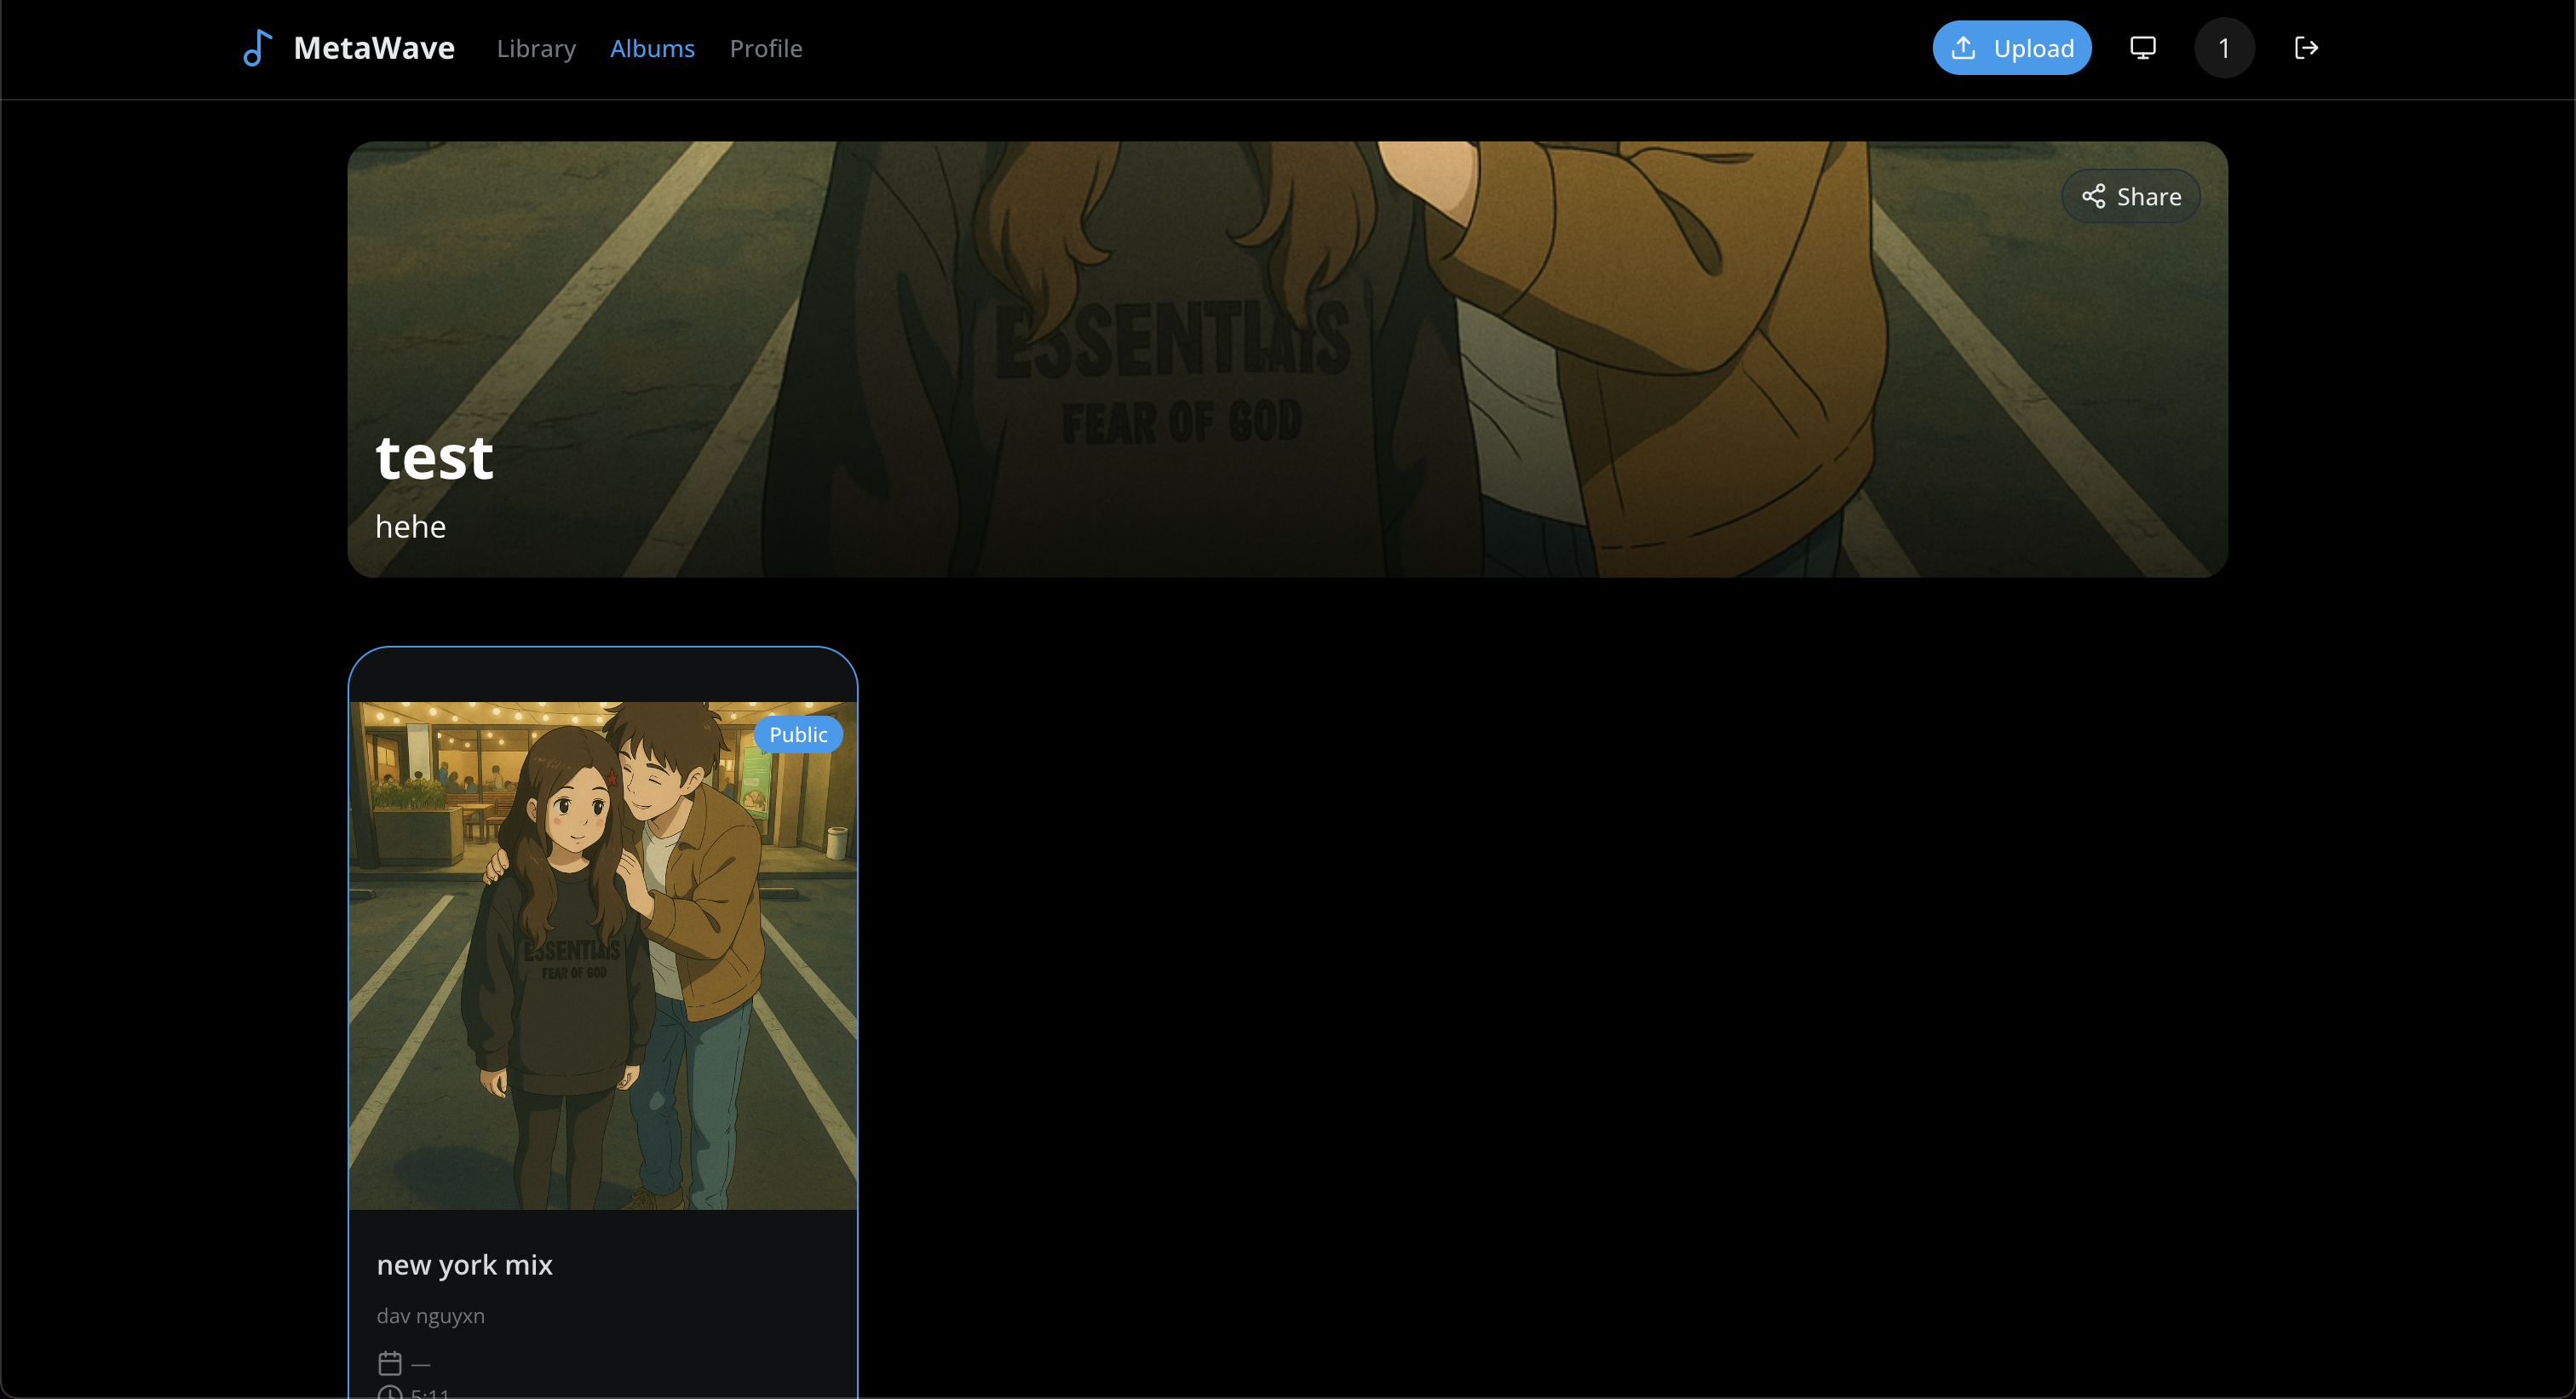 MetaWave Library Albums Profile Upload 1
Share
ESSENTIALS
FEAR OF GOD
test
hehe
Public
ESSENTIALS
FEAR OF GOD
new york mix
dav nguyxn
—
5:11